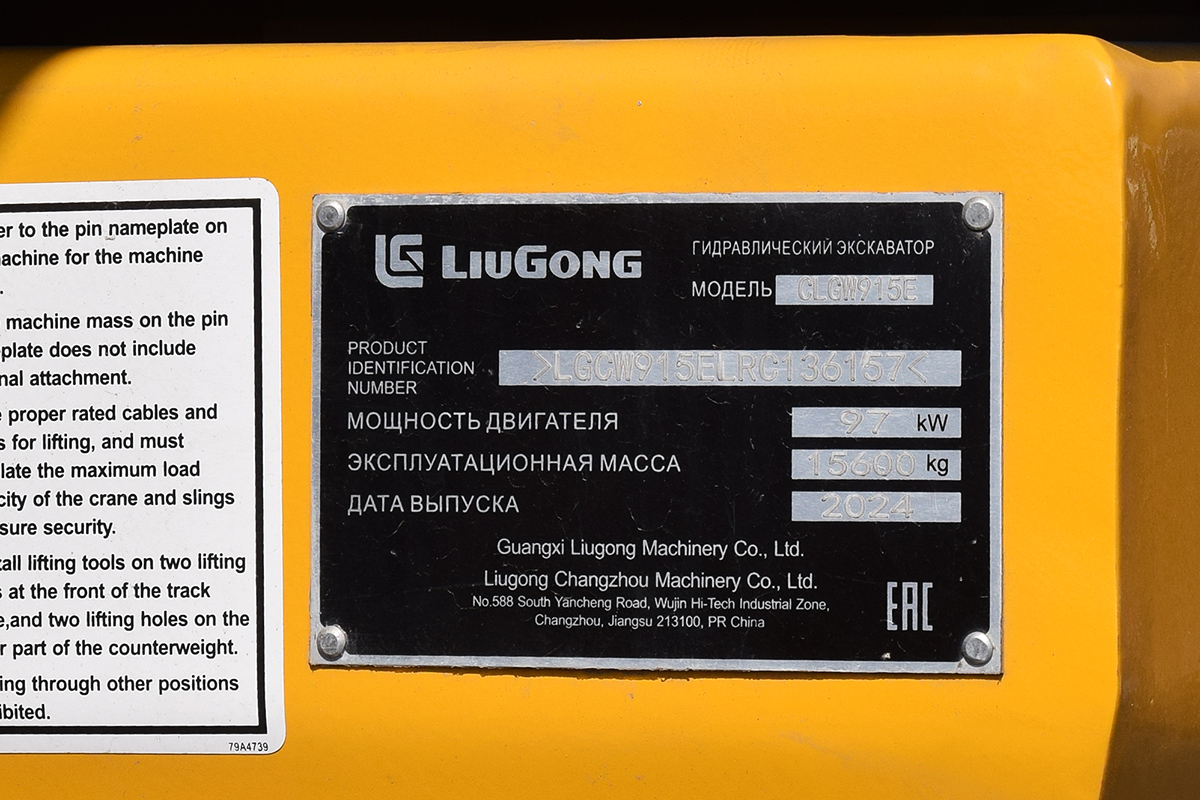 er to the pin nameplate on
achine for the machine
.
machine mass on the pin
plate does not include
nal attachment.
e proper rated cables and
s for lifting, and must
late the maximum load
city of the crane and slings
sure security.
tall lifting tools on two lifting
s at the front of the track
e,and two lifting holes on the
r part of the counterweight.
ing through other positions
ibited.
79A4739
LG LIUGONG
ГИДРАВЛИЧЕСКИЙ ЭКСКАВАТОР
МОДЕЛЬ CLGW915E
PRODUCT
IDENTIFICATION
NUMBER
>LGCW915ELRC136157<
МОЩНОСТЬ ДВИГАТЕЛЯ 97 kW
ЭКСПЛУАТАЦИОННАЯ МАССА 15600 kg
ДАТА ВЫПУСКА 2024
Guangxi Liugong Machinery Co., Ltd.
Liugong Changzhou Machinery Co., Ltd.
No.588 South Yancheng Road, Wujin Hi-Tech Industrial Zone,
Changzhou, Jiangsu 213100, PR China
EAC